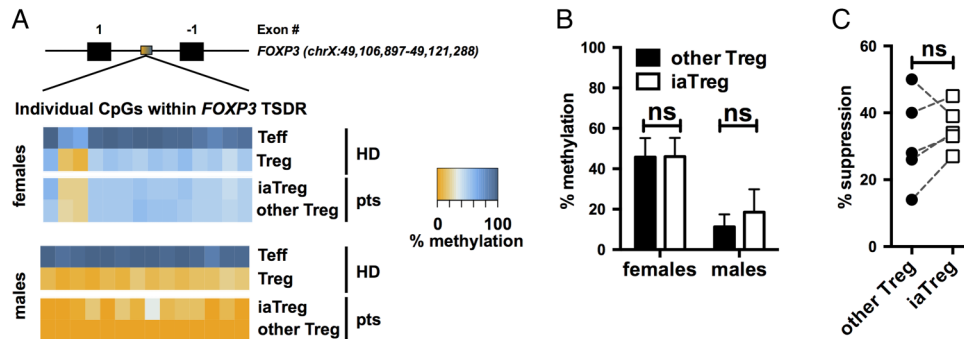 A
1 -1 Exon #
FOXP3 (chrX:49,106,897-49,121,288)
Individual CpGs within FOXP3 TSDR
females
Teff
Treg
HD
iaTreg
other Treg
pts
males
Teff
Treg
HD
iaTreg
other Treg
pts
0 100
% methylation
B
% methylation
100
80
60
40
20
0
other Treg
iaTreg
ns
ns
females males
C
% suppression
60
40
20
0
ns
other Treg
iaTreg